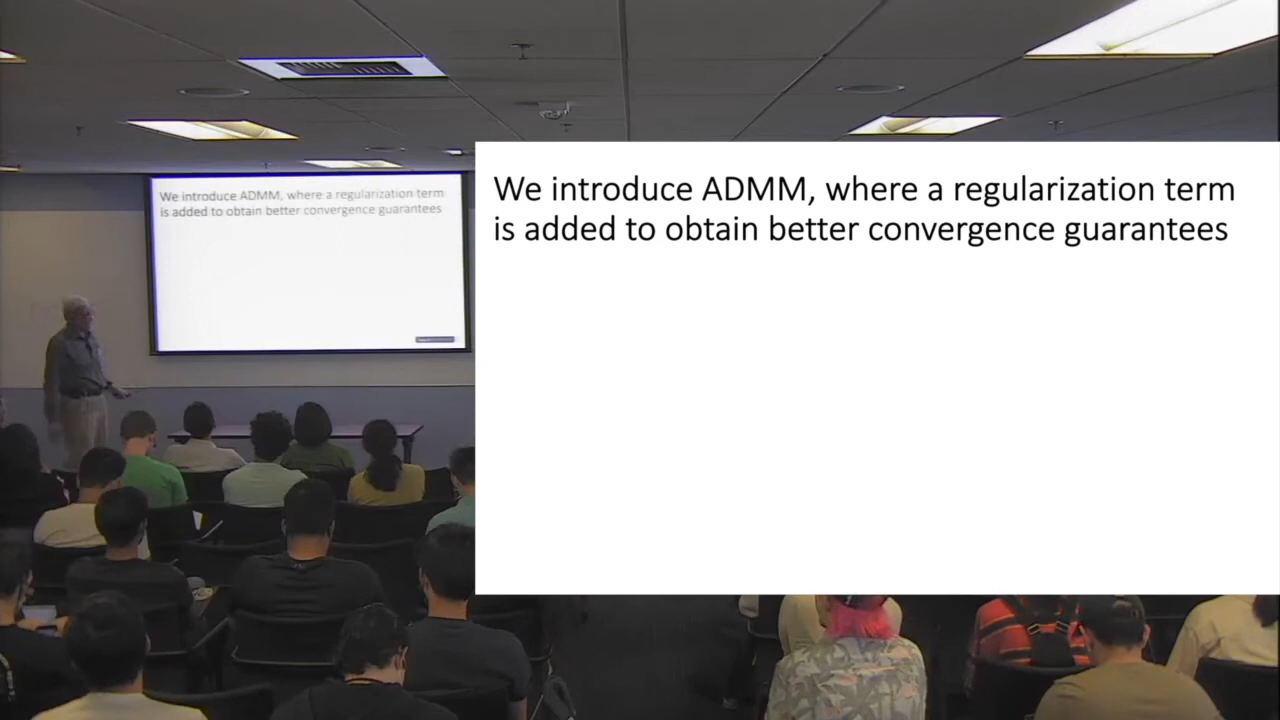 We introduce ADMM, where a regularization term
is added to obtain better convergence guarantees
We introduce ADMM, where a regularization term
is added to obtain better convergence guarantees